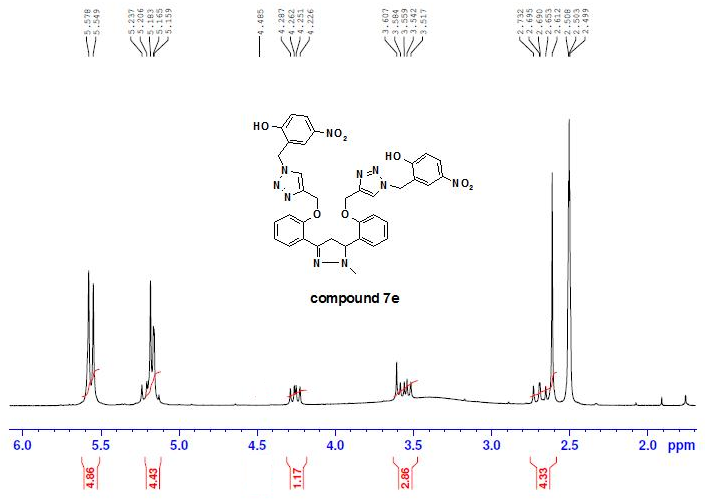 5.578
5.549
5.237
5.206
5.183
5.165
5.159
4.485
4.287
4.262
4.251
4.226
3.607
3.584
3.559
3.542
3.517
2.732
2.695
2.690
2.653
2.612
2.508
2.503
2.499
HO
NO2
N
N
N
O
HO
NO2
N
N
N
O
N
N
compound 7e
6.0 5.5 5.0 4.5 4.0 3.5 3.0 2.5 2.0 ppm
4.86 4.43 1.17 2.86 4.33